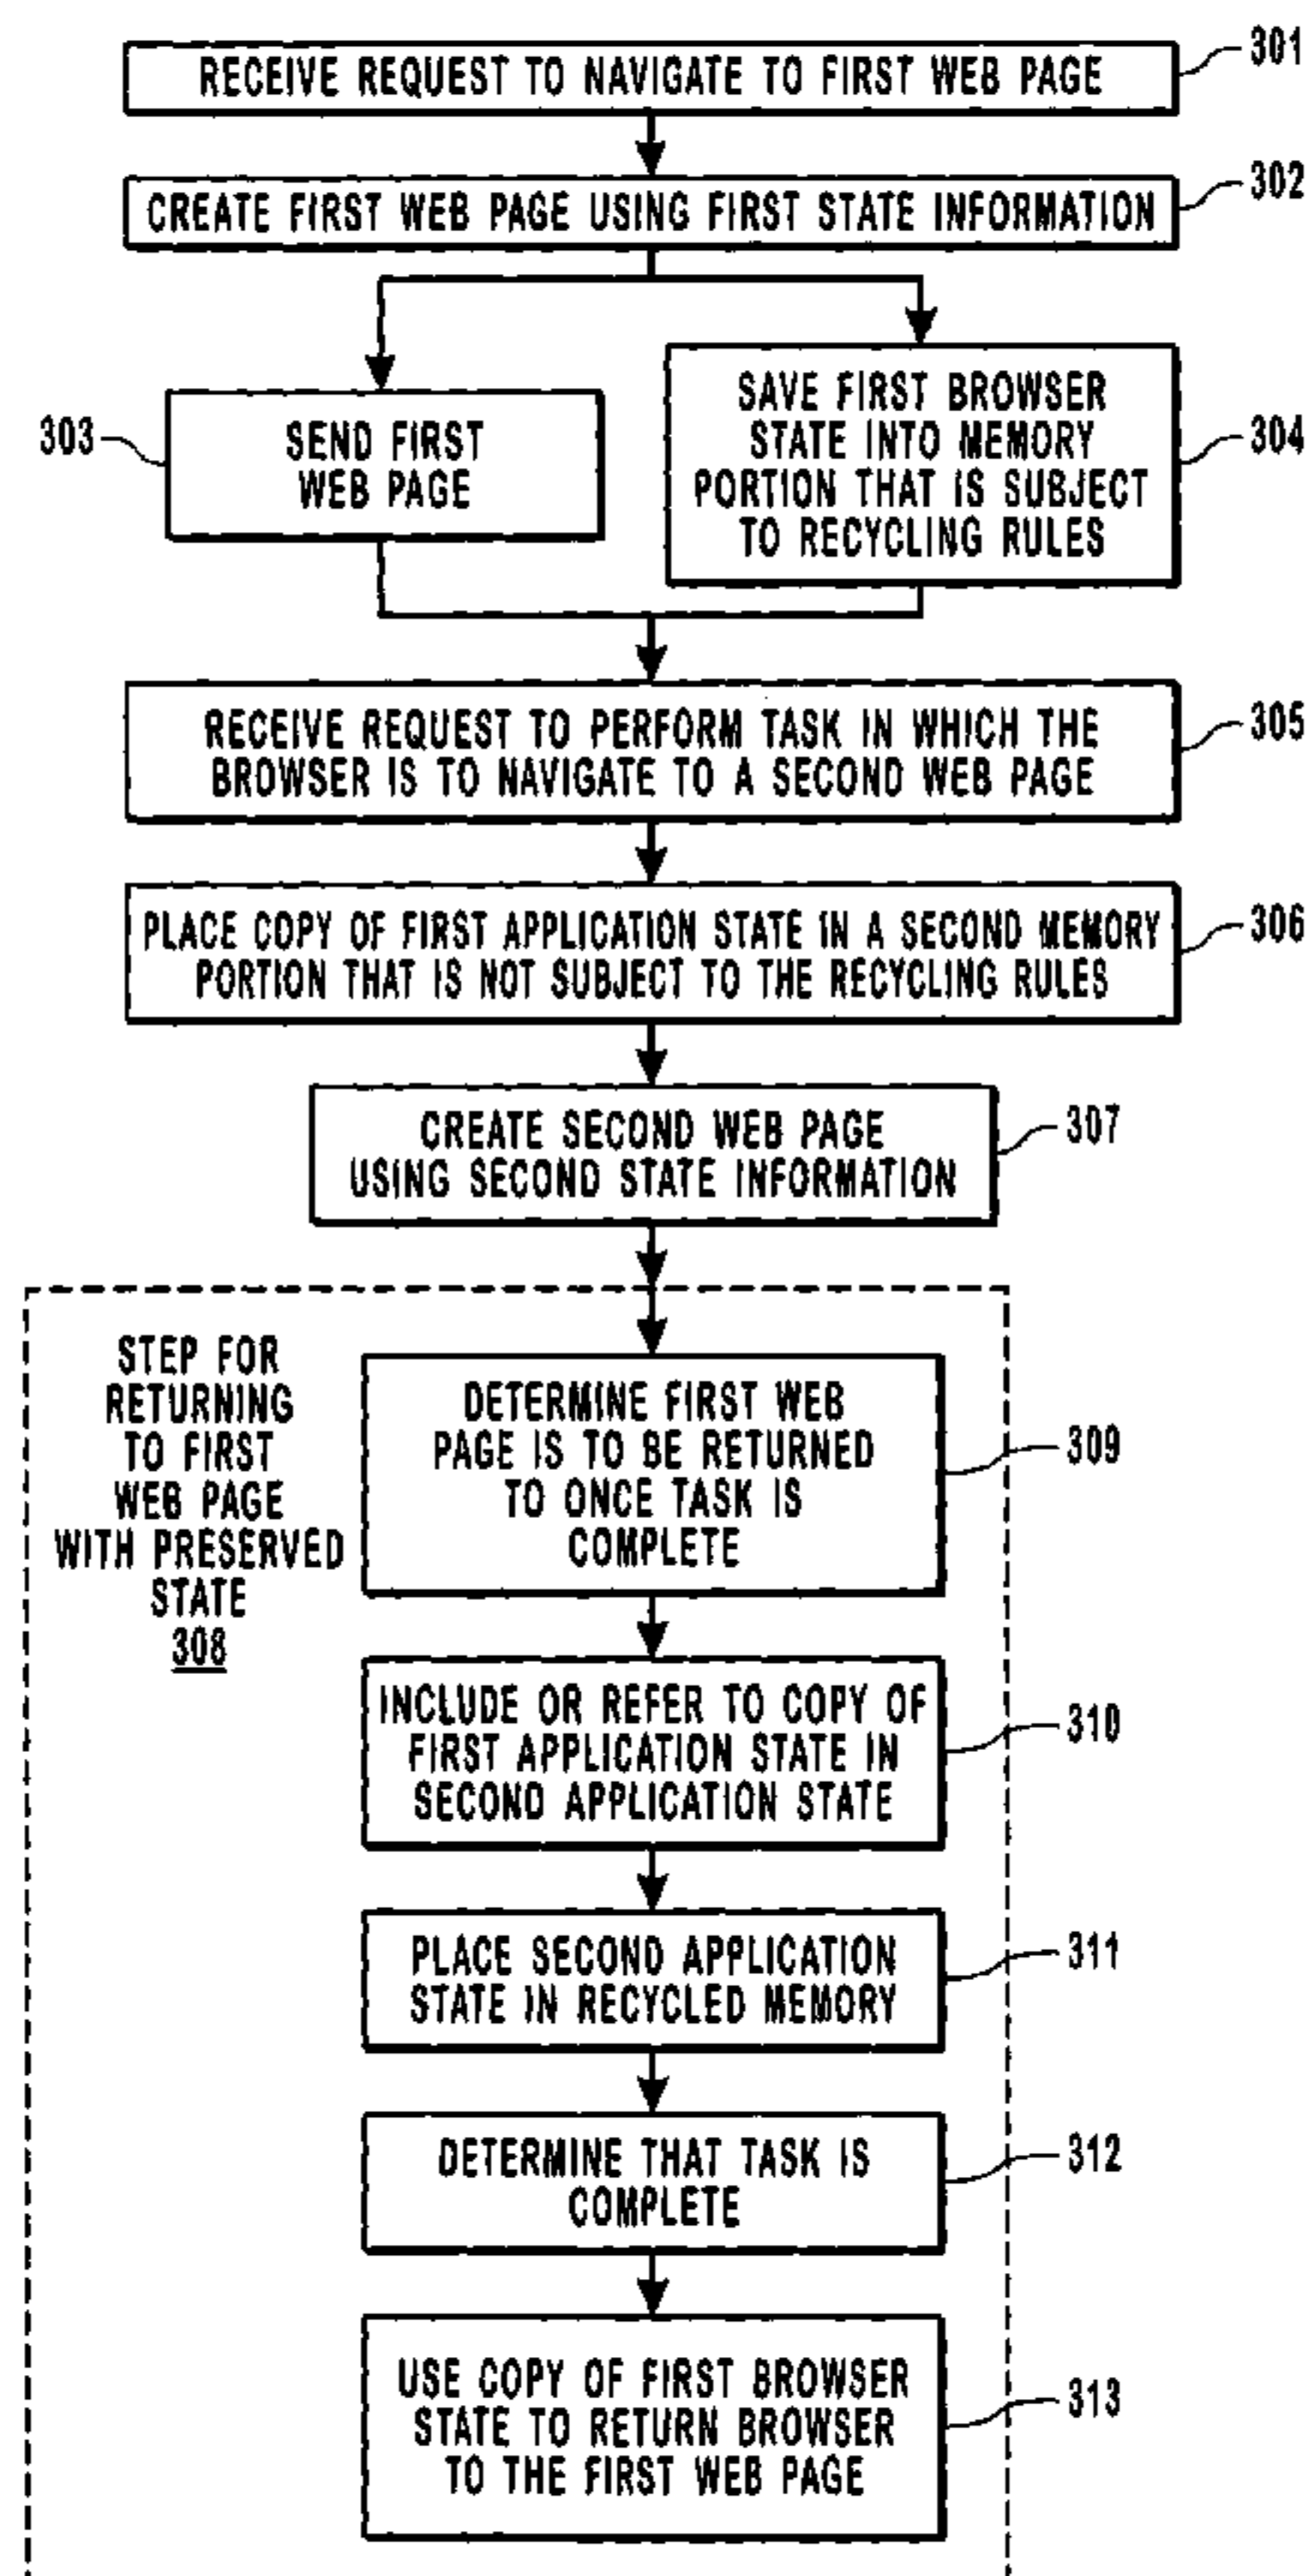 301
RECEIVE REQUEST TO NAVIGATE TO FIRST WEB PAGE
302
CREATE FIRST WEB PAGE USING FIRST STATE INFORMATION
303
SEND FIRST
WEB PAGE
SAVE FIRST BROWSER
STATE INTO MEMORY
PORTION THAT IS SUBJECT
TO RECYCLING RULES
304
RECEIVE REQUEST TO PERFORM TASK IN WHICH THE
BROWSER IS TO NAVIGATE TO A SECOND WEB PAGE
305
PLACE COPY OF FIRST APPLICATION STATE IN A SECOND MEMORY
PORTION THAT IS NOT SUBJECT TO THE RECYCLING RULES
306
CREATE SECOND WEB PAGE
USING SECOND STATE INFORMATION
307
STEP FOR
RETURNING
TO FIRST
WEB PAGE
WITH PRESERVED
STATE
308
DETERMINE FIRST WEB
PAGE IS TO BE RETURNED
TO ONCE TASK IS
COMPLETE
309
INCLUDE OR REFER TO COPY OF
FIRST APPLICATION STATE IN
SECOND APPLICATION STATE
310
PLACE SECOND APPLICATION
STATE IN RECYCLED MEMORY
311
DETERMINE THAT TASK IS
COMPLETE
312
USE COPY OF FIRST BROWSER
STATE TO RETURN BROWSER
TO THE FIRST WEB PAGE
313